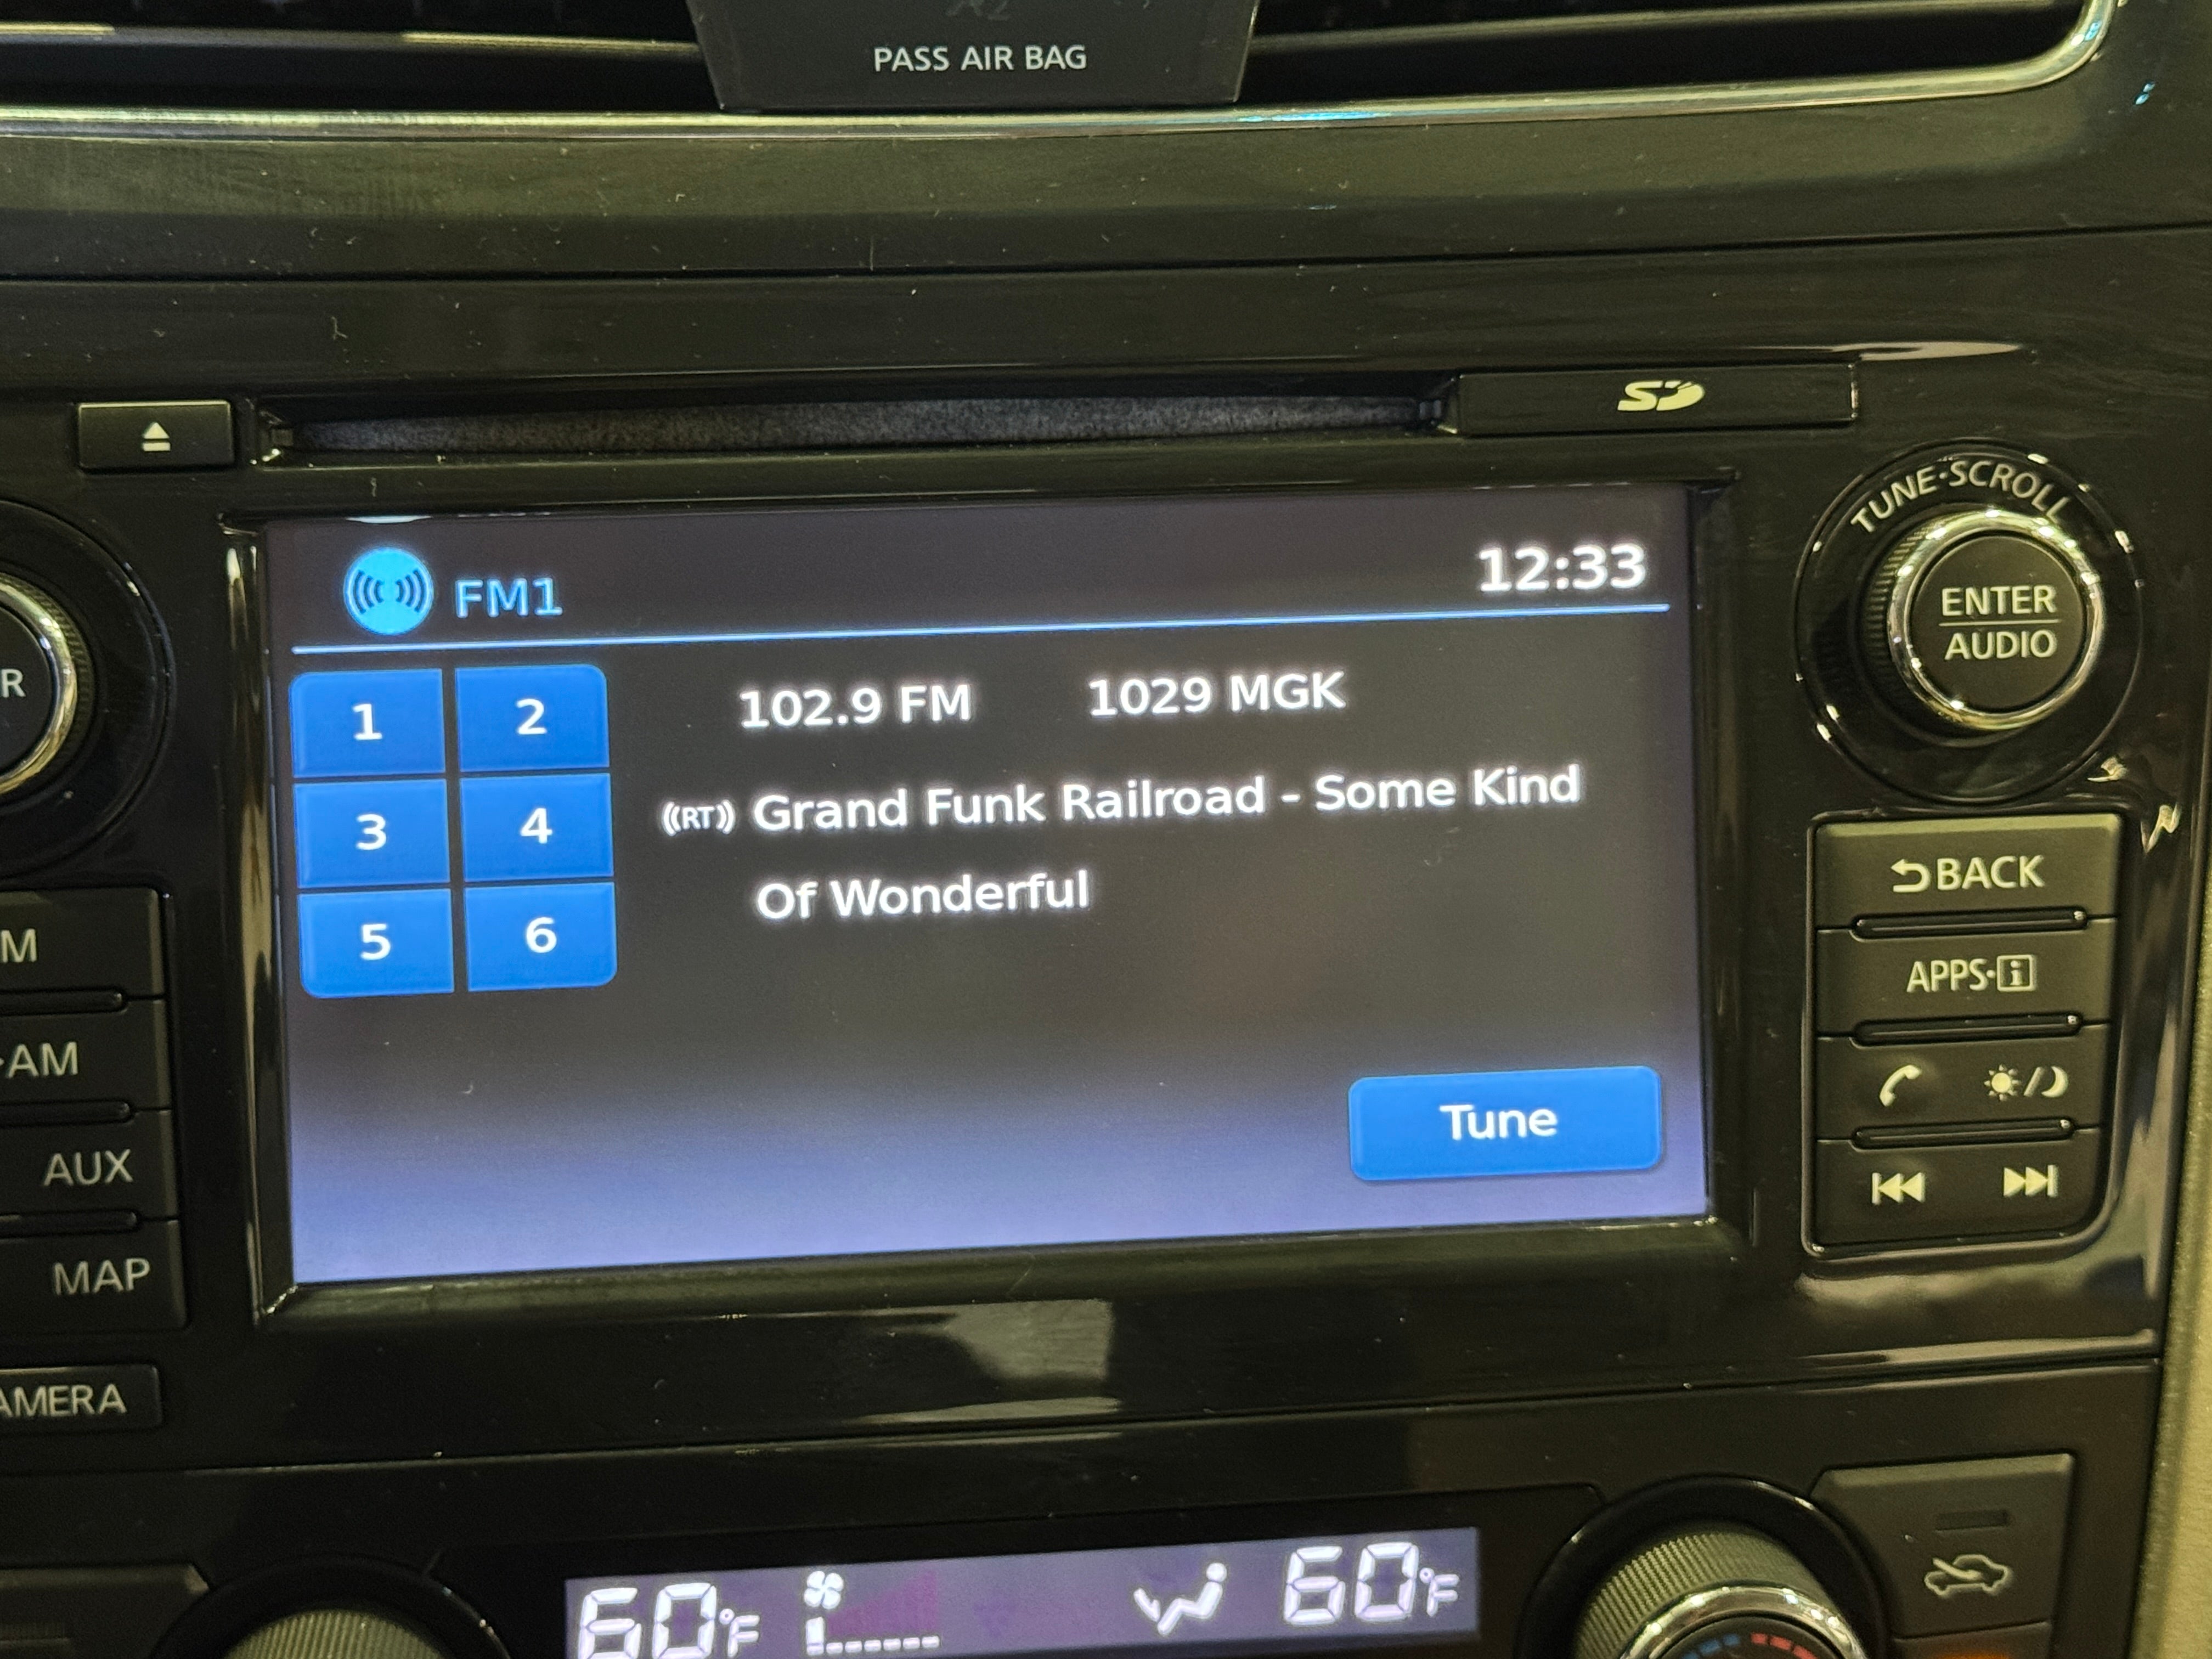 PASS AIR BAG
SD
TUNE·SCROLL
ENTER
AUDIO
FM1
12:33
1 2
102.9 FM 1029 MGK
3 4
((RT)) Grand Funk Railroad - Some Kind
Of Wonderful
5 6
Tune
BACK
APPS·i
R
M
·AM
AUX
MAP
AMERA
60°F
60°F